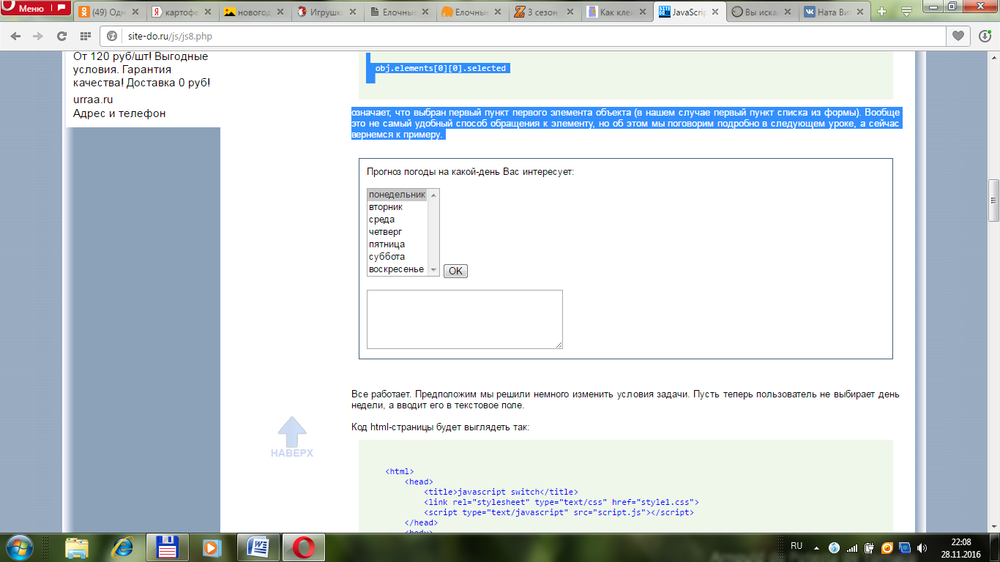 Меню
(49) Одн
картофе
новогод
Игрушк
Елочные
Елочны
3 сезон
Как клеи
JavaScrip
Вы иска
Ната Вит
site-do.ru/js/js8.php
От 120 руб/шт! Выгодные
условия. Гарантия
качества! Доставка 0 руб!
urraa.ru
Адрес и телефон
obj.elements[0][0].selected
означает, что выбран первый пункт первого элемента объекта (в нашем случае первый пункт списка из формы). Вообще
это не самый удобный способ обращения к элементу, но об этом мы поговорим подробно в следующем уроке, а сейчас
вернемся к примеру.
Прогноз погоды на какой-день Вас интересует:
понедельник
вторник
среда
четверг
пятница
суббота
воскресенье
OK
Все работает. Предположим мы решили немного изменить условия задачи. Пусть теперь пользователь не выбирает день
недели, а вводит его в текстовое поле.
Код html-страницы будет выглядеть так:
НАВЕРХ
<html>
<head>
<title>javascript switch</title>
<link rel="stylesheet" type="text/css" href="style1.css">
<script type="text/javascript" src="script.js"></script>
</head>
<body>
RU
22:08
28.11.2016